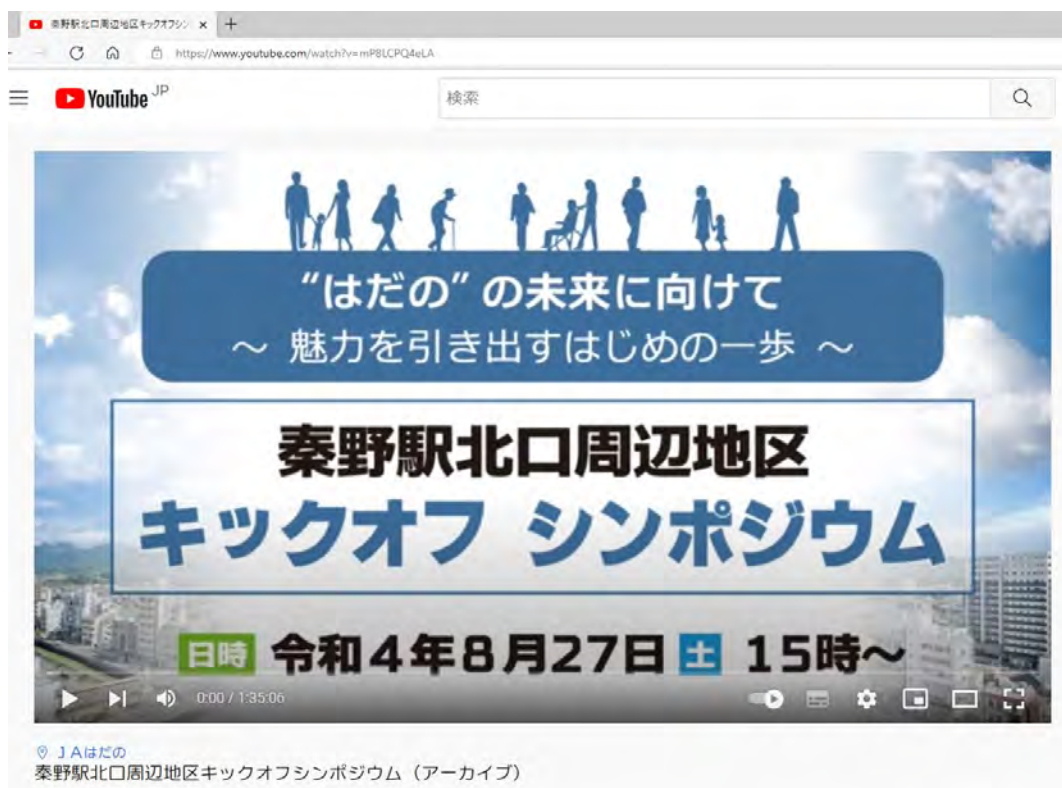 秦野駅北口周辺地区キックオフシン
https://www.youtube.com/watch?v=mP8LCPQ4eLA
YouTube JP
検索
“はだの”の未来に向けて
～ 魅力を引き出すはじめの一歩 ～
秦野駅北口周辺地区
キックオフ シンポジウム
日時 令和4年8月27日 土 15時～
0:00 / 1:35:06
JAはだの
秦野駅北口周辺地区キックオフシンポジウム（アーカイブ）